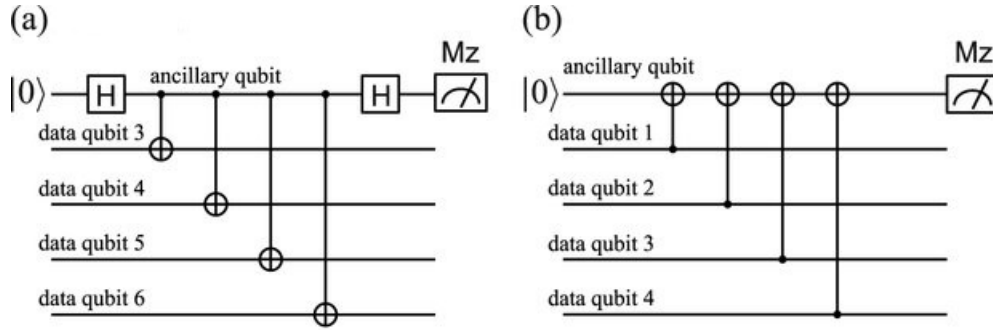 (a)
Mz
ancillary qubit
|0⟩ H H
data qubit 3
data qubit 4
data qubit 5
data qubit 6
(b)
Mz
ancillary qubit
|0⟩
data qubit 1
data qubit 2
data qubit 3
data qubit 4